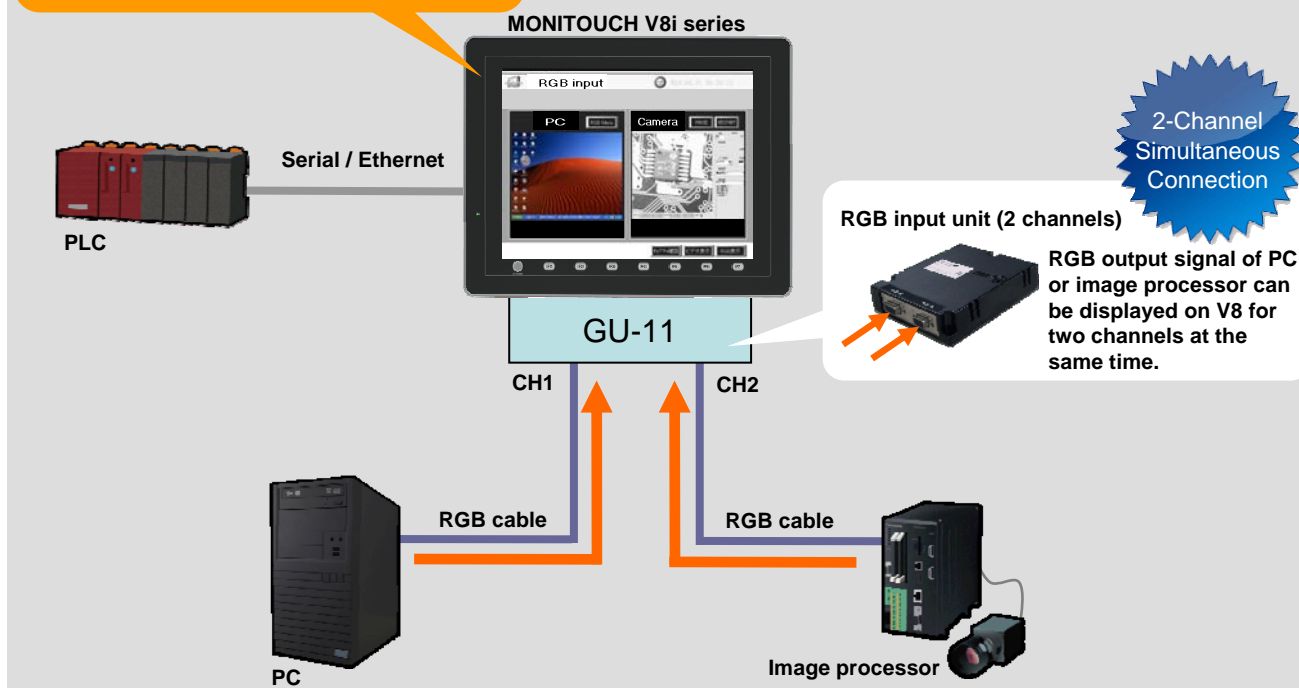 MONITOUCH V8i series
RGB input
PC
Camera
2-Channel
Simultaneous
Connection
Serial / Ethernet
PLC
RGB input unit (2 channels)
RGB output signal of PC
or image processor can
be displayed on V8 for
two channels at the
same time.
GU-11
CH1
CH2
RGB cable
RGB cable
PC
Image processor